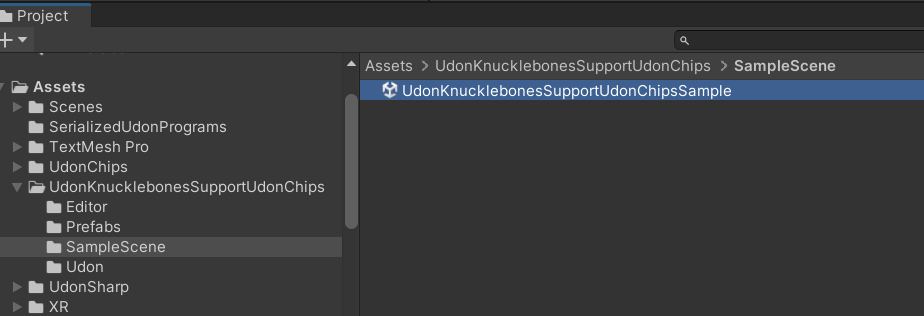 Project
Assets
Scenes
SerializedUdonPrograms
TextMesh Pro
UdonChips
UdonKnucklebonesSupportUdonChips
Editor
Prefabs
SampleScene
Udon
UdonSharp
XR
Assets > UdonKnucklebonesSupportUdonChips > SampleScene
UdonKnucklebonesSupportUdonChipsSample